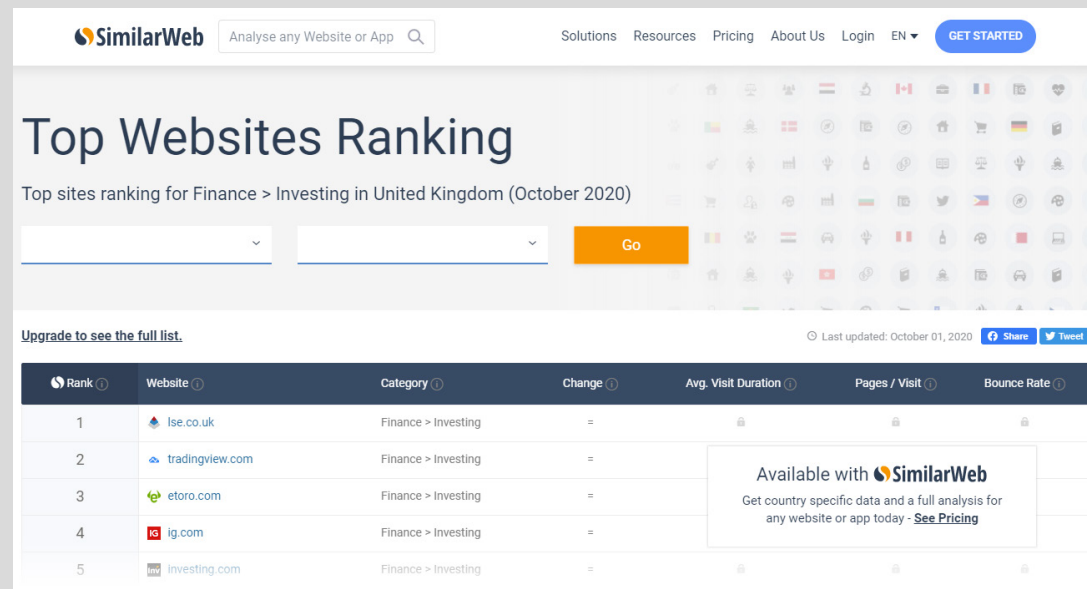 SimilarWeb Analyse any Website or App Solutions Resources Pricing About Us Login EN GET STARTED
Top Websites Ranking
Top sites ranking for Finance > Investing in United Kingdom (October 2020)
Go
Upgrade to see the full list. Last updated: October 01, 2020 Share Tweet
Rank Website Category Change Avg. Visit Duration Pages / Visit Bounce Rate
1 lse.co.uk Finance > Investing =
2 tradingview.com Finance > Investing =
3 etoro.com Finance > Investing =
4 IG ig.com Finance > Investing =
5 Inv investing.com Finance > Investing =
Available with SimilarWeb
Get country specific data and a full analysis for
any website or app today - See Pricing